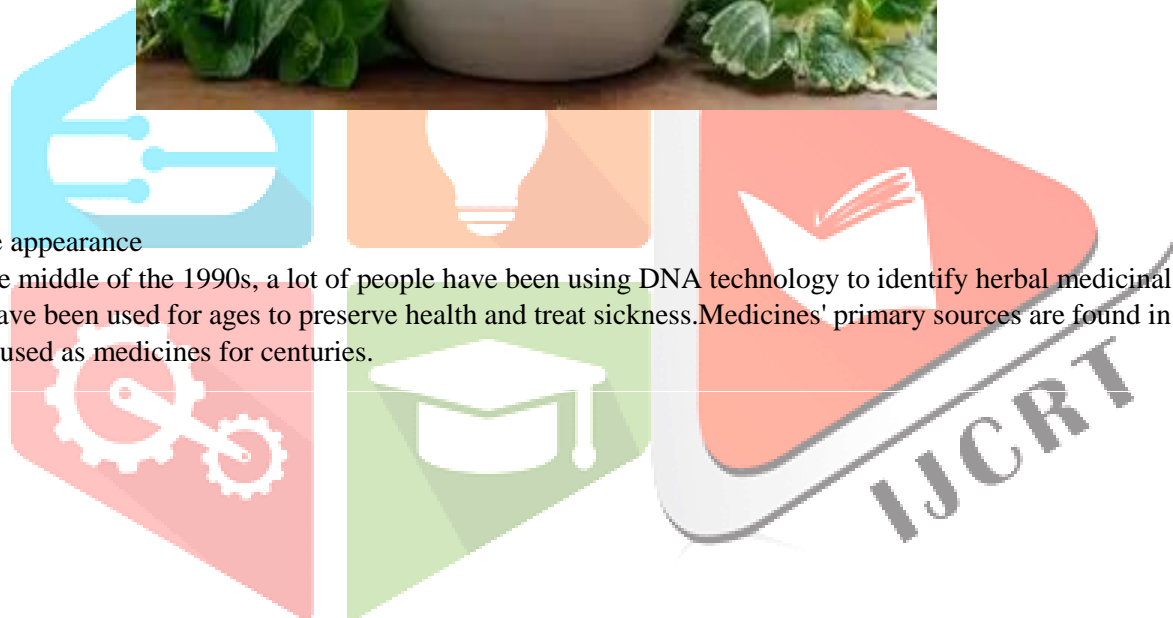 appearance
middle of the 1990s, a lot of people have been using DNA technology to identify herbal medicinal
been used for ages to preserve health and treat sickness.Medicines' primary sources are found in
used as medicines for centuries.
IJCRT